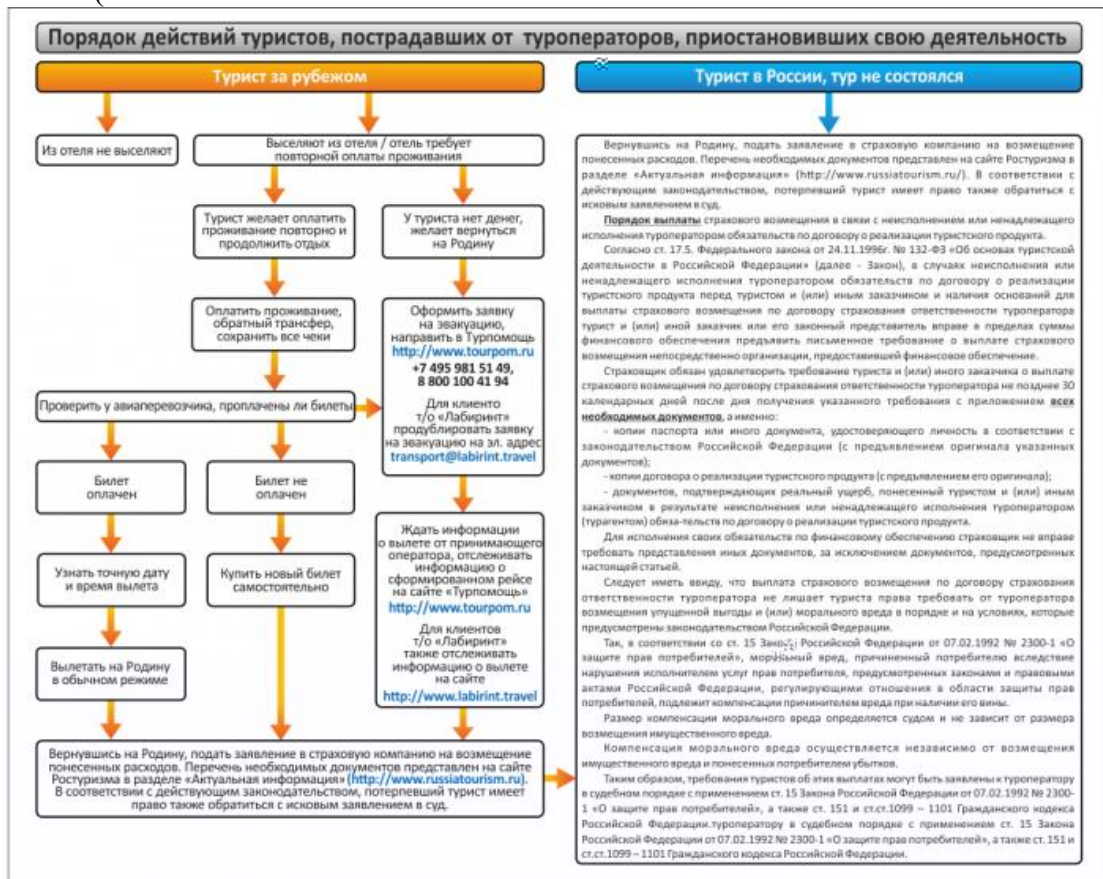 Порядок действий туристов, пострадавших от туроператоров, приостановивших свою деятельность
Турист за рубежом
Из отеля не выселяют
Выселяют из отеля / отель требует
повторной оплаты проживания
Турист желает оплатить
проживание повторно и
продолжить отдых
У туриста нет денег,
желает вернуться
на Родину
Оплатить проживание,
обратный трансфер,
сохранить все чеки
Оформить заявку
на эвакуацию,
направить в Турпомощь
http://www.tourpom.ru
+7 495 981 51 49,
8 800 100 41 94
Для клиенто
т/о «Лабиринт»
продублировать заявку
на эвакуацию на эл. адрес
transport@labirint.travel
Проверить у авиаперевозчика, проплачены ли билеты
Билет
оплачен
Билет не
оплачен
Узнать точную дату
и время вылета
Купить новый билет
самостоятельно
Ждать информации
о вылете от принимающего
оператора, отслеживать
информацию о
сформированном рейсе
на сайте «Турпомощь»
http://www.tourpom.ru
Для клиентов
т/о «Лабиринт»
также отслеживать
информацию о вылете
на сайте
http://www.labirint.travel
Вылетать на Родину
в обычном режиме
Вернувшись на Родину, подать заявление в страховую компанию на возмещение
понесенных расходов. Перечень необходимых документов представлен на сайте
Ростуризма в разделе «Актуальная информация» (http://www.russiatourism.ru).
В соответствии с действующим законодательством, потерпевший турист имеет
право также обратиться с исковым заявлением в суд.
Турист в России, тур не состоялся
Вернувшись на Родину, подать заявление в страховую компанию на возмещение
понесенных расходов. Перечень необходимых документов представлен на сайте Ростуризма в
разделе «Актуальная информация» (http://www.russiatourism.ru/). В соответствии с
действующим законодательством, потерпевший турист имеет право также обратиться с
исковым заявлением в суд.
Порядок выплаты страхового возмещения в связи с неисполнением или ненадлежащего
исполнения туроператором обязательств по договору о реализации туристского продукта.
Согласно ст. 17.5. Федерального закона от 24.11.1996г. № 132-ФЗ «Об основах туристской
деятельности в Российской Федерации» (далее - Закон), в случаях неисполнения или
ненадлежащего исполнения туроператором обязательств по договору о реализации
туристского продукта перед туристом и (или) иным заказчиком и наличия оснований для
выплаты страхового возмещения по договору страхования ответственности туроператора
турист и (или) иной заказчик или его законный представитель вправе в пределах суммы
финансового обеспечения предъявить письменное требование о выплате страхового
возмещения непосредственно организации, предоставившей финансовое обеспечение.
Страховщик обязан удовлетворить требование туриста и (или) иного заказчика о выплате
страхового возмещения по договору страхования ответственности туроператора не позднее 30
календарных дней после дня получения указанного требования с приложением всех
необходимых документов, а именно:
- копии паспорта или иного документа, удостоверяющего личность в соответствии с
законодательством Российской Федерации (с предъявлением оригинала указанных
документов);
- копии договора о реализации туристского продукта (с предъявлением его оригинала);
- документов, подтверждающих реальный ущерб, понесенный туристом и (или) иным
заказчиком в результате неисполнения или ненадлежащего исполнения туроператором
(турагентом) обяза-тельств по договору о реализации туристского продукта.
Для исполнения своих обязательств по финансовому обеспечению страховщик не вправе
требовать представления иных документов, за исключением документов, предусмотренных
настоящей статьей.
Следует иметь ввиду, что выплата страхового возмещения по договору страхования
ответственности туроператора не лишает туриста права требовать от туроператора
возмещения упущенной выгоды и (или) морального вреда в порядке и на условиях, которые
предусмотрены законодательством Российской Федерации.
Так, в соответствии со ст. 15 Закона Российской Федерации от 07.02.1992 № 2300-1 «О
защите прав потребителей», моральный вред, причиненный потребителю вследствие
нарушения исполнителем услуг прав потребителя, предусмотренных законами и правовыми
актами Российской Федерации, регулирующими отношения в области защиты прав
потребителей, подлежит компенсации причинителем вреда при наличии его вины.
Размер компенсации морального вреда определяется судом и не зависит от размера
возмещения имущественного вреда.
Компенсация морального вреда осуществляется независимо от возмещения
имущественного вреда и понесенных потребителем убытков.
Таким образом, требования туристов об этих выплатах могут быть заявлены к туроператору
в судебном порядке с применением ст. 15 Закона Российской Федерации от 07.02.1992 № 2300-
1 «О защите прав потребителей», а также ст. 151 и ст.ст.1099 – 1101 Гражданского кодекса
Российской Федерации.туроператору в судебном порядке с применением ст. 15 Закона
Российской Федерации от 07.02.1992 № 2300-1 «О защите прав потребителей», а также ст. 151 и
ст.ст.1099 – 1101 Гражданского кодекса Российской Федерации.